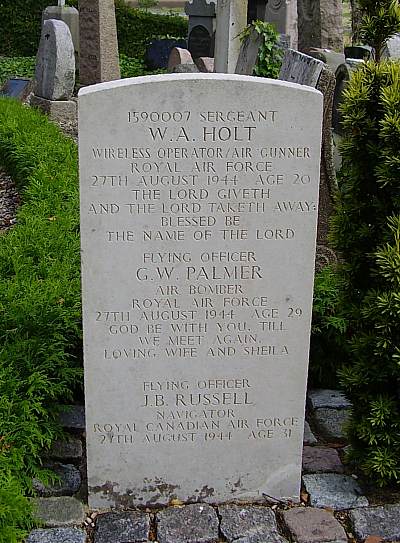 1590007 SERGEANT
W.A. HOLT
WIRELESS OPERATOR/AIR GUNNER
ROYAL AIR FORCE
27TH AUGUST 1944 AGE 20
THE LORD GIVETH
AND THE LORD TAKETH AWAY:
BLESSED BE
THE NAME OF THE LORD
FLYING OFFICER
G.W. PALMER
AIR BOMBER
ROYAL AIR FORCE
27TH AUGUST 1944 AGE 29
GOD BE WITH YOU, TILL
WE MEET AGAIN.
LOVING WIFE AND SHEILA
FLYING OFFICER
J.B. RUSSELL
NAVIGATOR
ROYAL CANADIAN AIR FORCE
27TH AUGUST 1944 AGE 31